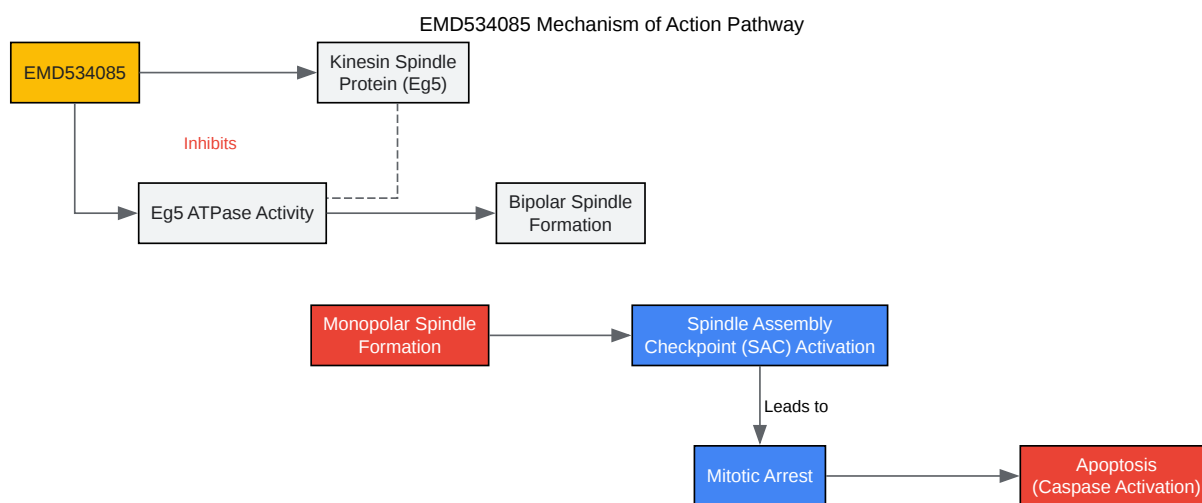 EMD534085 Mechanism of Action Pathway
EMD534085
Kinesin Spindle
Protein (Eg5)
Inhibits
Eg5 ATPase Activity
Bipolar Spindle
Formation
Monopolar Spindle
Formation
Spindle Assembly
Checkpoint (SAC) Activation
Leads to
Mitotic Arrest
Apoptosis
(Caspase Activation)